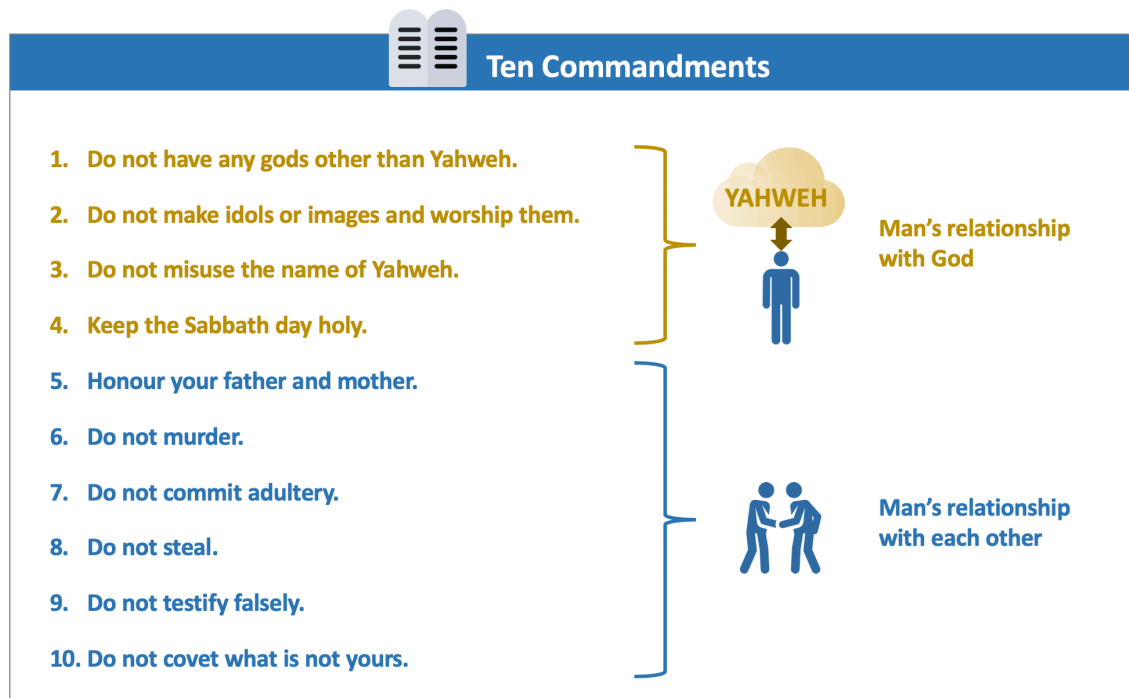 Ten Commandments
1. Do not have any gods other than Yahweh.
2. Do not make idols or images and worship them.
3. Do not misuse the name of Yahweh.
4. Keep the Sabbath day holy.
YAHWEH
Man’s relationship
with God
5. Honour your father and mother.
6. Do not murder.
7. Do not commit adultery.
8. Do not steal.
9. Do not testify falsely.
10. Do not covet what is not yours.
Man’s relationship
with each other